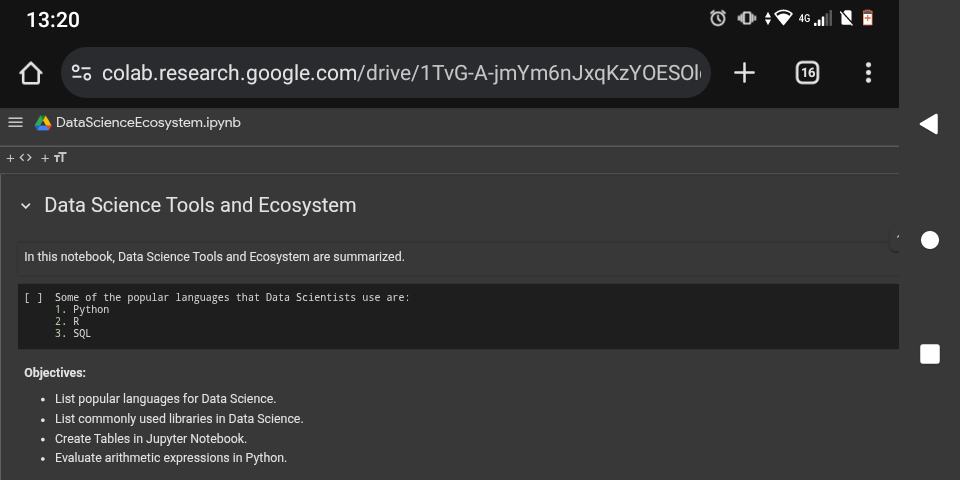 13:20
4G
colab.research.google.com/drive/1TvG-A-jmYm6nJxqKzYOESOl
16
DataScienceEcosystem.ipynb
+ <> + TT
Data Science Tools and Ecosystem
In this notebook, Data Science Tools and Ecosystem are summarized.
[ ] Some of the popular languages that Data Scientists use are:
1. Python
2. R
3. SQL
Objectives:
• List popular languages for Data Science.
• List commonly used libraries in Data Science.
• Create Tables in Jupyter Notebook.
• Evaluate arithmetic expressions in Python.